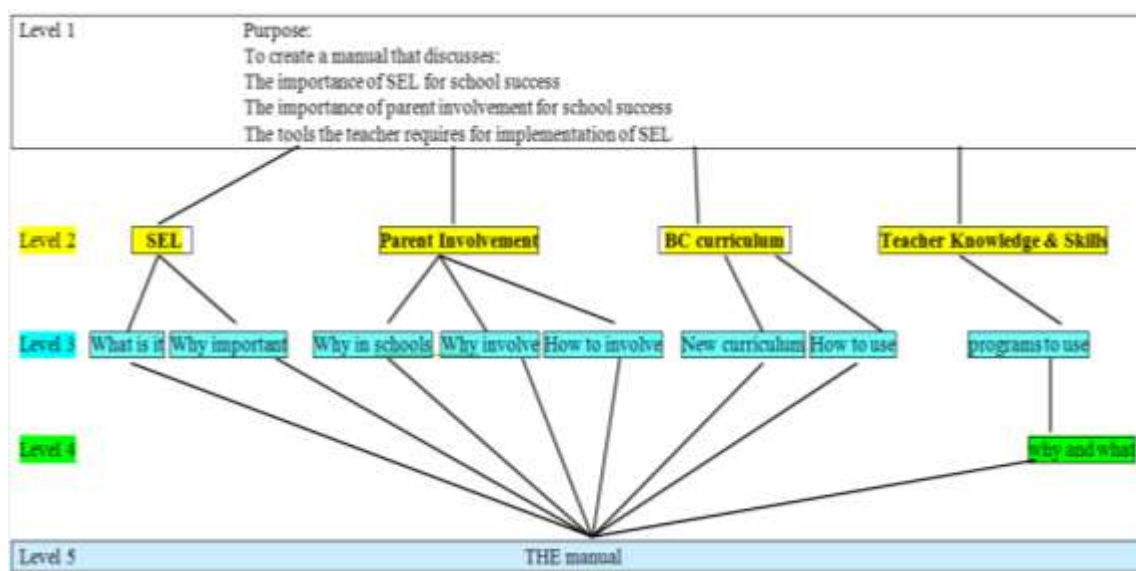 Level 1
Purpose:
To create a manual that discusses:
The importance of SEL for school success
The importance of parent involvement for school success
The tools the teacher requires for implementation of SEL
Level 2
SEL
Parent Involvement
BC curriculum
Teacher Knowledge & Skills
Level 3
What is it
Why important
Why in schools
Why involve
How to involve
New curriculum
How to use
programs to use
Level 4
why and what
Level 5
THE manual